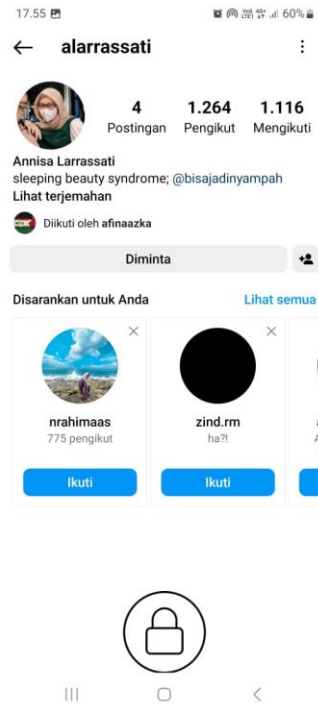 17.55 60%
alarrassati
4 1.264 1.116
Postingan Pengikut Mengikuti
Annisa Larrassati
sleeping beauty syndrome; @bisajadinyampah
Lihat terjemahan
Diikuti oleh afinaazka
Diminta
Disarankan untuk Anda Lihat semua
nrahimaas zind.rm
775 pengikut ha?!
Ikuti Ikuti